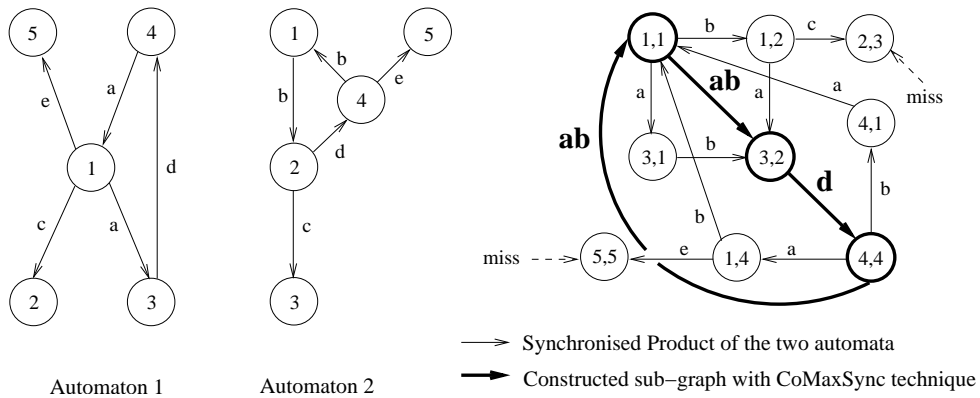 5
4
a
e
1
d
c
a
2
3
Automaton 1
1
5
b
e
b
4
2
d
c
3
Automaton 2
1,1
b
1,2
c
2,3
miss
a
ab
a
a
4,1
ab
3,1
b
3,2
d
b
b
miss
5,5
e
1,4
a
4,4
Synchronised Product of the two automata
Constructed sub−graph with CoMaxSync technique